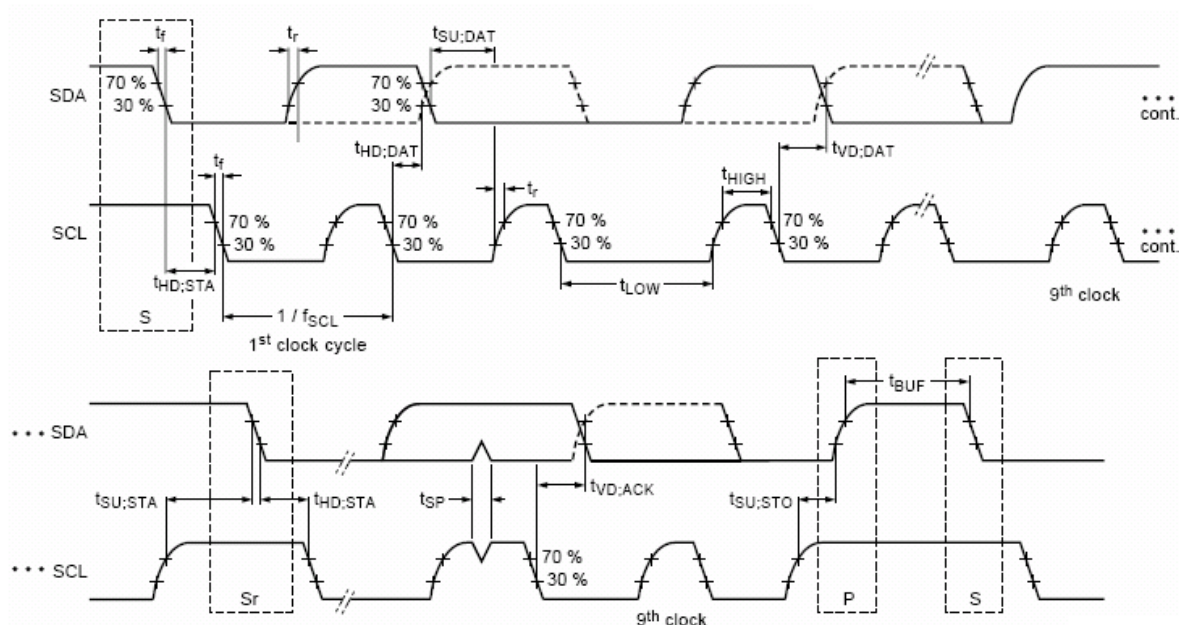 tf tr tSU;DAT
70 % 70 %
SDA 30 % 30 % • • • cont.
tHD;DAT tVD;DAT
tf tr tHIGH
70 % 70 % 70 % 70 %
SCL 30 % 30 % 30 % 30 % • • • cont.
tHD;STA tLOW 9th clock
S 1 / fSCL
1st clock cycle
tBUF
• • • SDA
tSU;STA tHD;STA tSP tVD;ACK tSU;STO
70 %
• • • SCL 30 %
Sr P S
9th clock